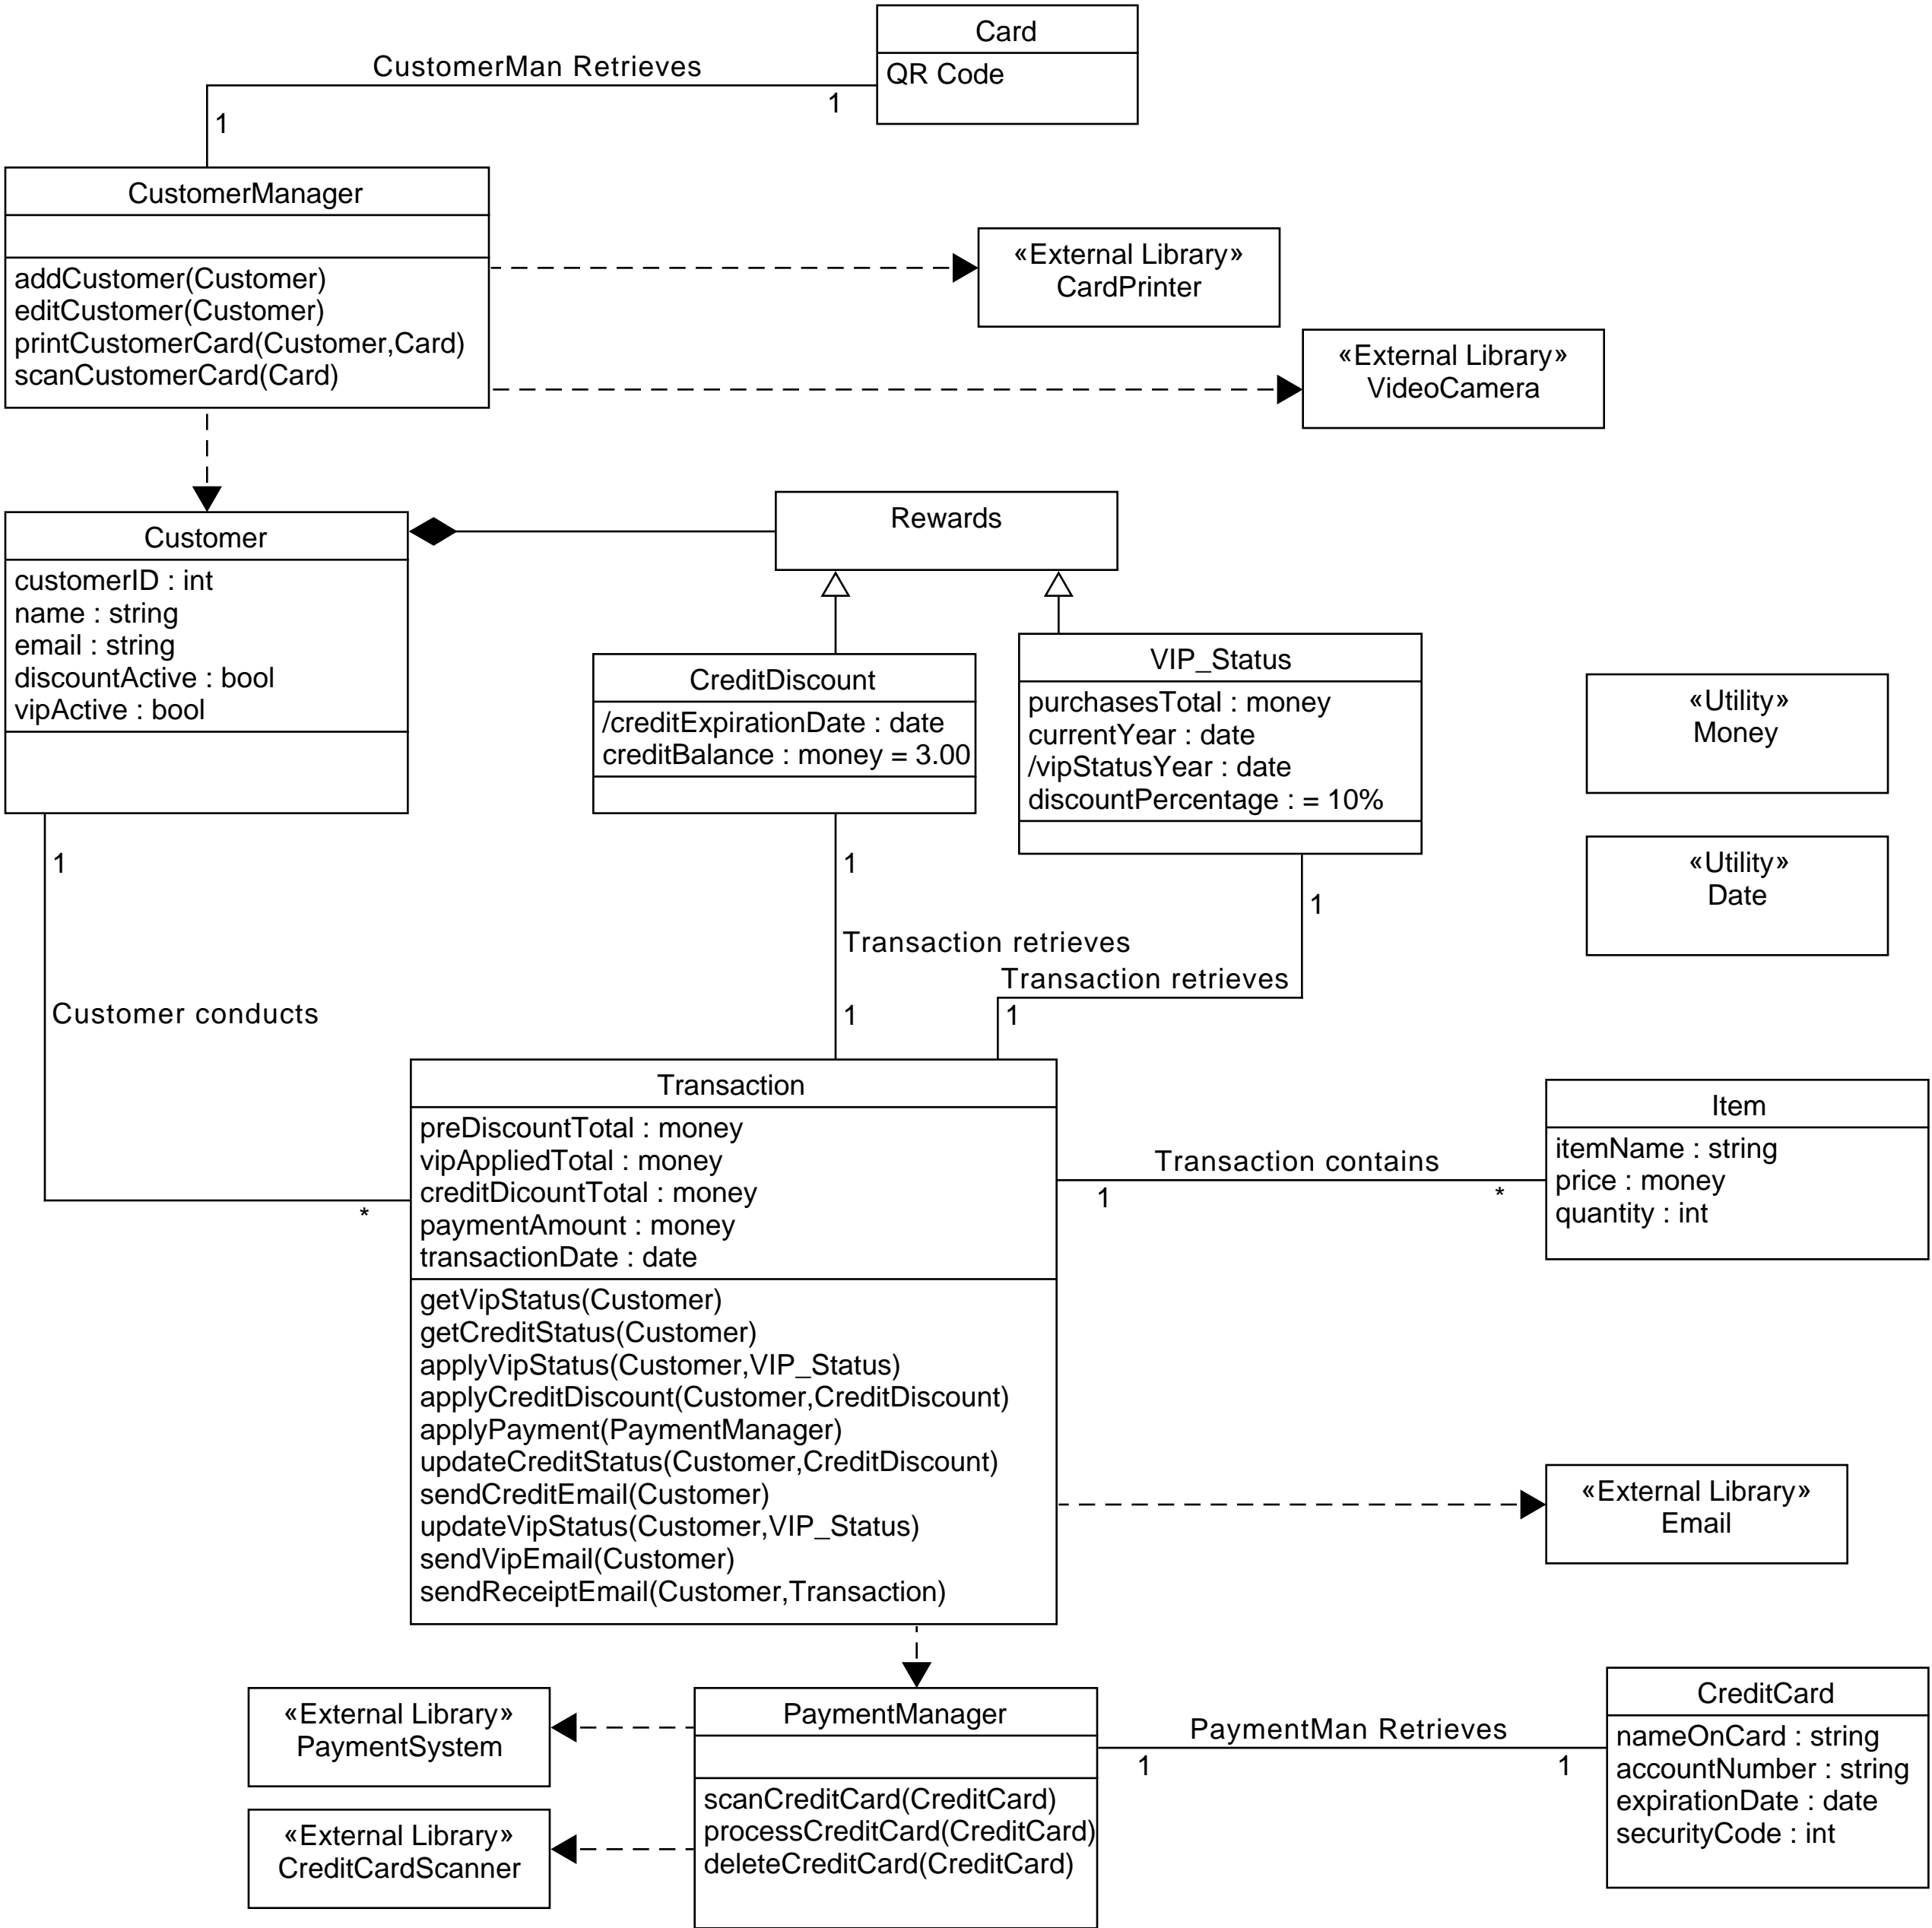 Card
QR Code
CustomerMan Retrieves
1
1
CustomerManager
addCustomer(Customer)
editCustomer(Customer)
printCustomerCard(Customer,Card)
scanCustomerCard(Card)
«External Library»
CardPrinter
«External Library»
VideoCamera
Customer
customerID : int
name : string
email : string
discountActive : bool
vipActive : bool
Rewards
CreditDiscount
/creditExpirationDate : date
creditBalance : money = 3.00
VIP_Status
purchasesTotal : money
currentYear : date
/vipStatusYear : date
discountPercentage : = 10%
«Utility»
Money
«Utility»
Date
1
Customer conducts
*
1
Transaction retrieves
1
1
Transaction retrieves
1
Transaction
preDiscountTotal : money
vipAppliedTotal : money
creditDicountTotal : money
paymentAmount : money
transactionDate : date
getVipStatus(Customer)
getCreditStatus(Customer)
applyVipStatus(Customer,VIP_Status)
applyCreditDiscount(Customer,CreditDiscount)
applyPayment(PaymentManager)
updateCreditStatus(Customer,CreditDiscount)
sendCreditEmail(Customer)
updateVipStatus(Customer,VIP_Status)
sendVipEmail(Customer)
sendReceiptEmail(Customer,Transaction)
Transaction contains
1
*
Item
itemName : string
price : money
quantity : int
«External Library»
Email
«External Library»
PaymentSystem
«External Library»
CreditCardScanner
PaymentManager
scanCreditCard(CreditCard)
processCreditCard(CreditCard)
deleteCreditCard(CreditCard)
PaymentMan Retrieves
1
1
CreditCard
nameOnCard : string
accountNumber : string
expirationDate : date
securityCode : int